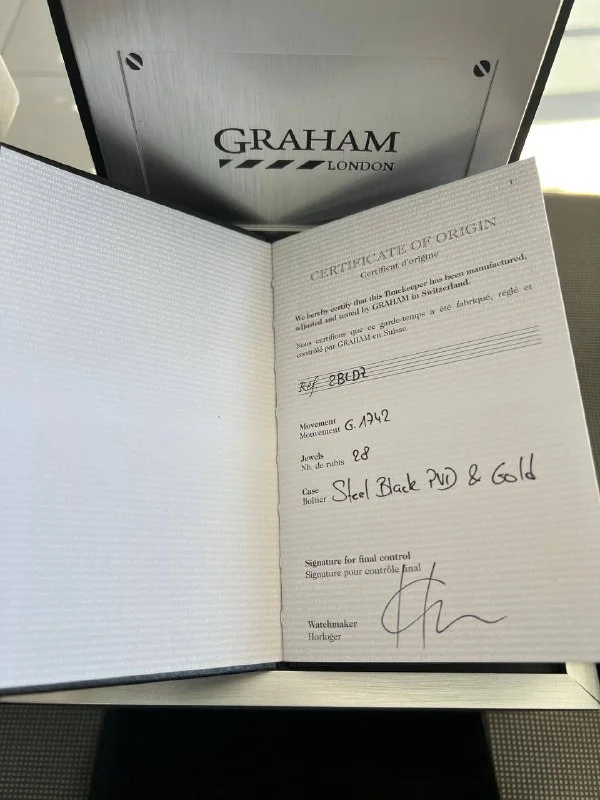 GRAHAM
LONDON
CERTIFICATE OF ORIGIN
Certificat d'origine
We hereby certify that this Timekeeper has been manufactured,
adjusted and tested by GRAHAM in Switzerland.
Nous certifions que ce garde-temps a été fabriqué, réglé et
contrôlé par GRAHAM en Suisse.
Réf. 2BCDZ
Movement
Mouvement G.1742
Jewels
Nb. de rubis 28
Case
Boîtier Steel Black PVD & Gold
Signature for final control
Signature pour contrôle final
Watchmaker
Horloger